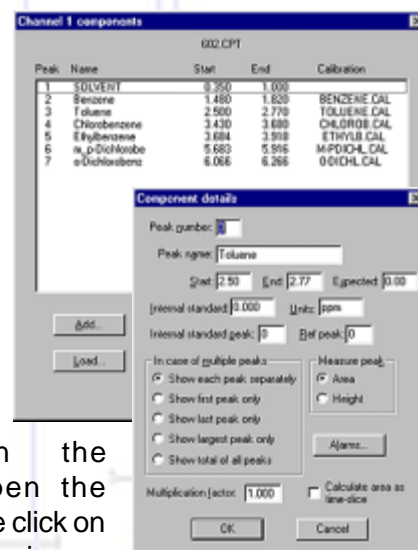 Channel 1 components
602.CPT
Peak Name Start End Calibration
1 SOLVENT 0.350 1.000
2 Benzene 1.480 1.820 BENZENE.CAL
3 Toluene 2.500 2.770 TOLUENE.CAL
4 Chlorobenzene 3.430 3.600 CHLOROB.CAL
5 Ethylbenzene 3.684 3.918 ETHYLB.CAL
6 m,p-Dichlorobe 5.683 5.916 M-PDICHL.CAL
7 o-Dichlorobenz 6.066 6.266 O-DICHL.CAL
Add...
Load...
Component details
Peak number:
Peak name: Toluene
Start: 2.50 End: 2.77 Expected: 0.00
Internal standard: 0.000 Units: ppm
Internal standard peak: 0 Ref peak: 0
In case of multiple peaks
Show each peak separately
Show first peak only
Show last peak only
Show largest peak only
Show total of all peaks
Measure peak
Area
Height
Alarms...
Multiplication factor: 1.000
Calculate area as
time-slice
OK Cancel
the
the
click on